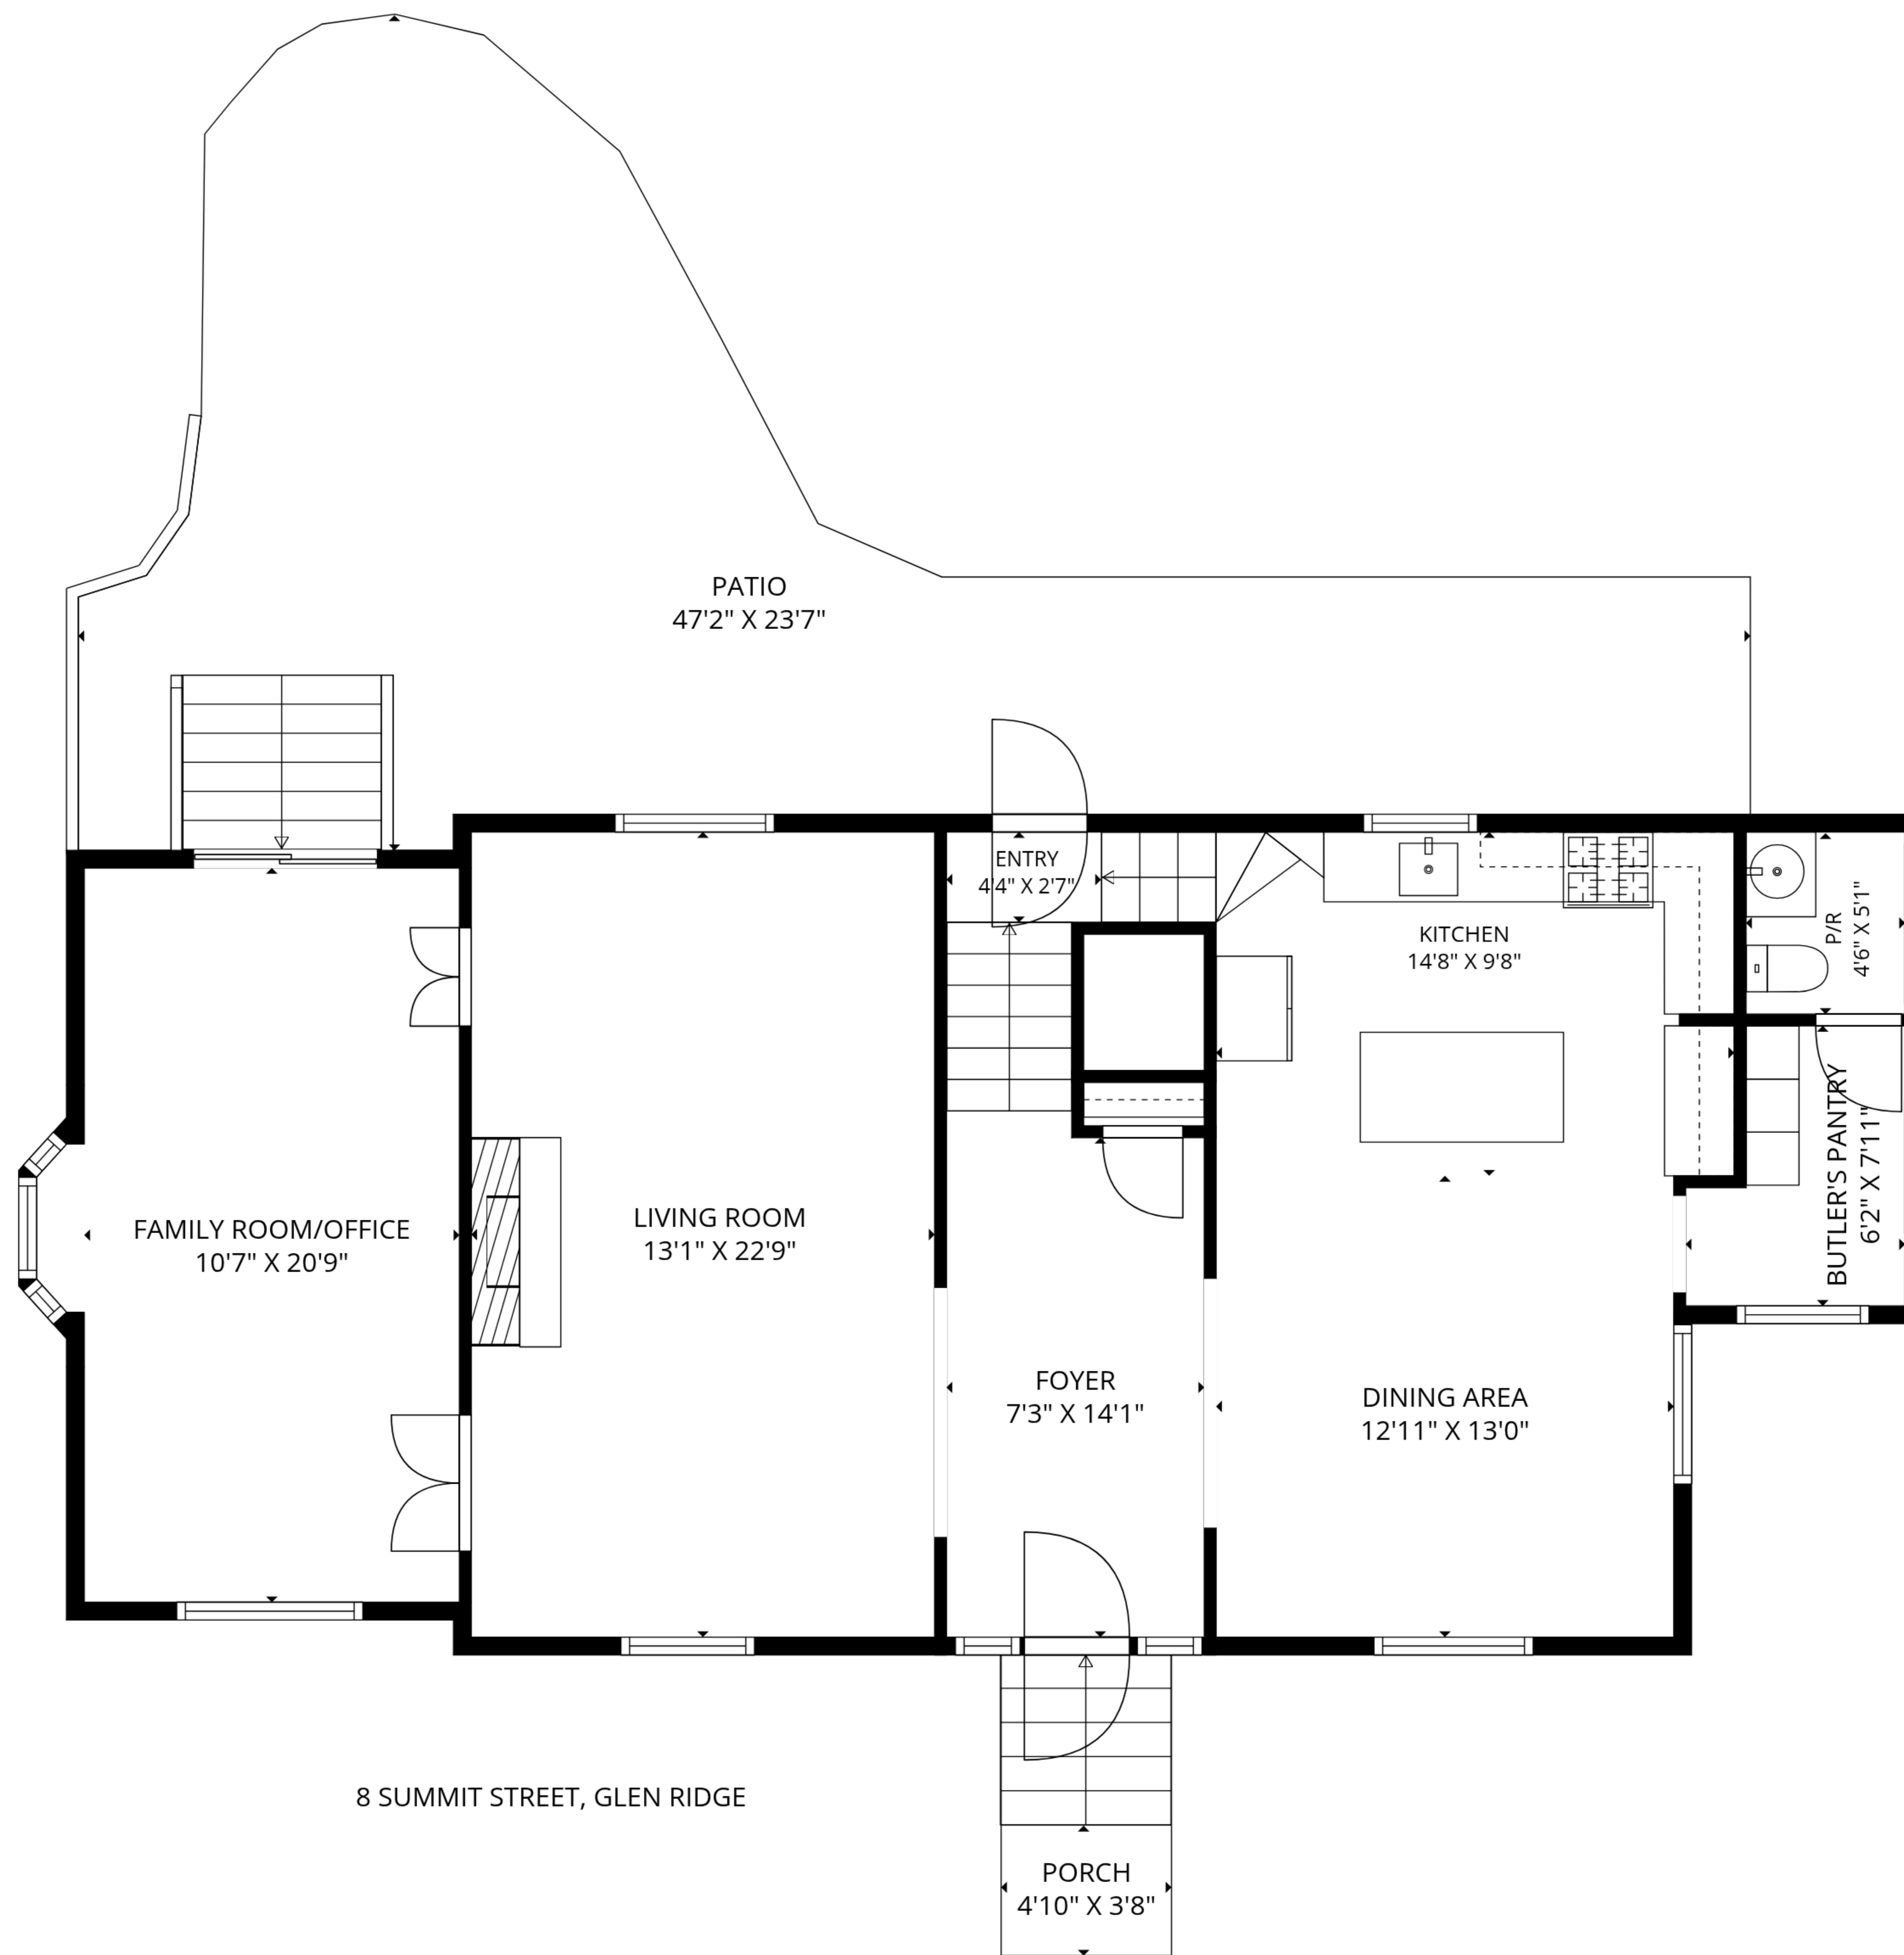 PATIO
47'2" X 23'7"
ENTRY
4'4" X 2'7"
KITCHEN
14'8" X 9'8"
P/R
4'6" X 5'1"
BUTLER'S PANTRY
6'2" X 7'11"
FAMILY ROOM/OFFICE
10'7" X 20'9"
LIVING ROOM
13'1" X 22'9"
FOYER
7'3" X 14'1"
DINING AREA
12'11" X 13'0"
8 SUMMIT STREET, GLEN RIDGE
PORCH
4'10" X 3'8"